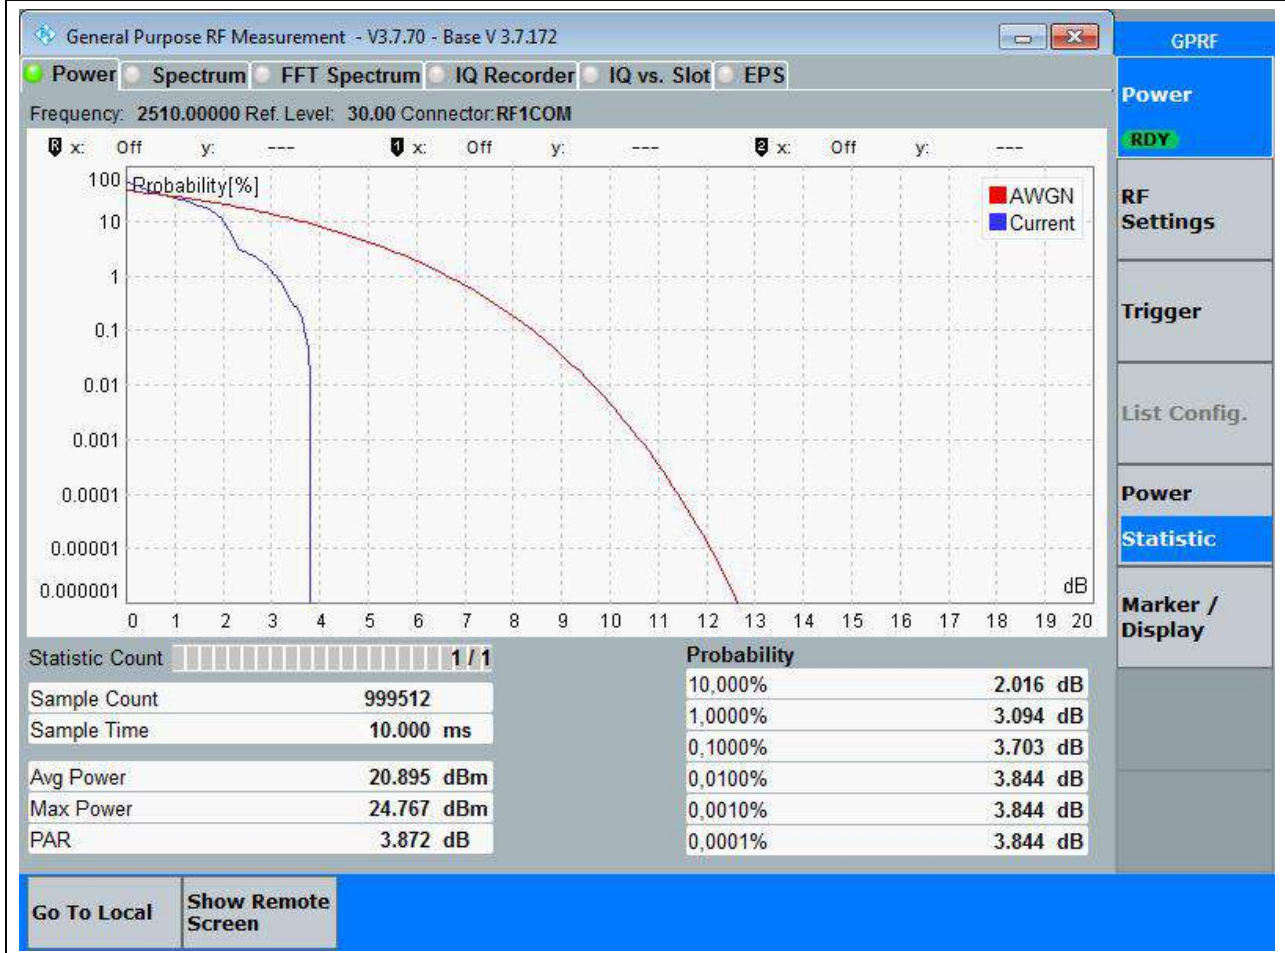 General Purpose RF Measurement - V3.7.70 - Base V 3.7.172
GPRF
Power Spectrum FFT Spectrum IQ Recorder IQ vs. Slot EPS
Frequency: 2510.00000 Ref. Level: 30.00 Connector:RF1COM
R x: Off y: --- 1 x: Off y: --- 2 x: Off y: ---
Probability[%]
AWGN
Current
100
10
1
0.1
0.01
0.001
0.0001
0.00001
0.000001
dB
0 1 2 3 4 5 6 7 8 9 10 11 12 13 14 15 16 17 18 19 20
Statistic Count 1 / 1
Sample Count 999512
Sample Time 10.000 ms
Avg Power 20.895 dBm
Max Power 24.767 dBm
PAR 3.872 dB
Probability
10,000% 2.016 dB
1,0000% 3.094 dB
0,1000% 3.703 dB
0,0100% 3.844 dB
0,0010% 3.844 dB
0,0001% 3.844 dB
Power
RDY
RF
Settings
Trigger
List Config.
Power
Statistic
Marker /
Display
Go To Local
Show Remote
Screen